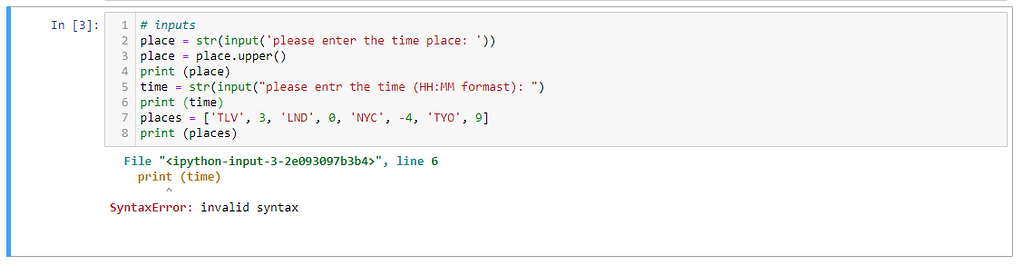 In [3]:
1 # inputs
2 place = str(input('please enter the time place: '))
3 place = place.upper()
4 print (place)
5 time = str(input("please entr the time (HH:MM formast): ")
6 print (time)
7 places = ['TLV', 3, 'LND', 0, 'NYC', -4, 'TYO', 9]
8 print (places)
File "<ipython-input-3-2e093097b3b4>", line 6
print (time)
^
SyntaxError: invalid syntax